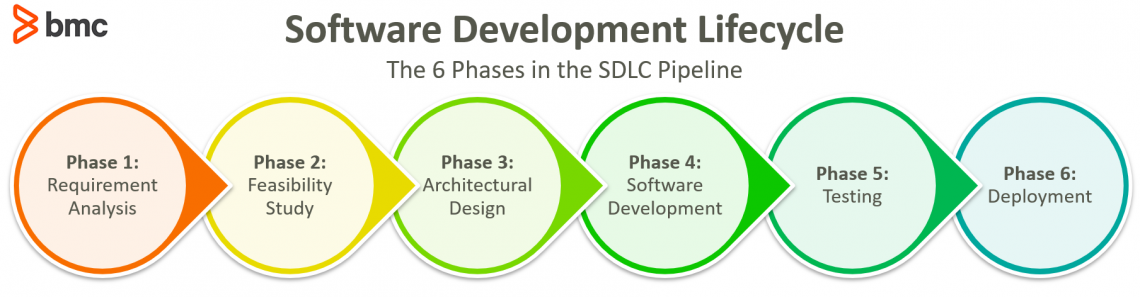 bmc
Software Development Lifecycle
The 6 Phases in the SDLC Pipeline
Phase 1:
Requirement
Analysis
Phase 2:
Feasibility
Study
Phase 3:
Architectural
Design
Phase 4:
Software
Development
Phase 5:
Testing
Phase 6:
Deployment